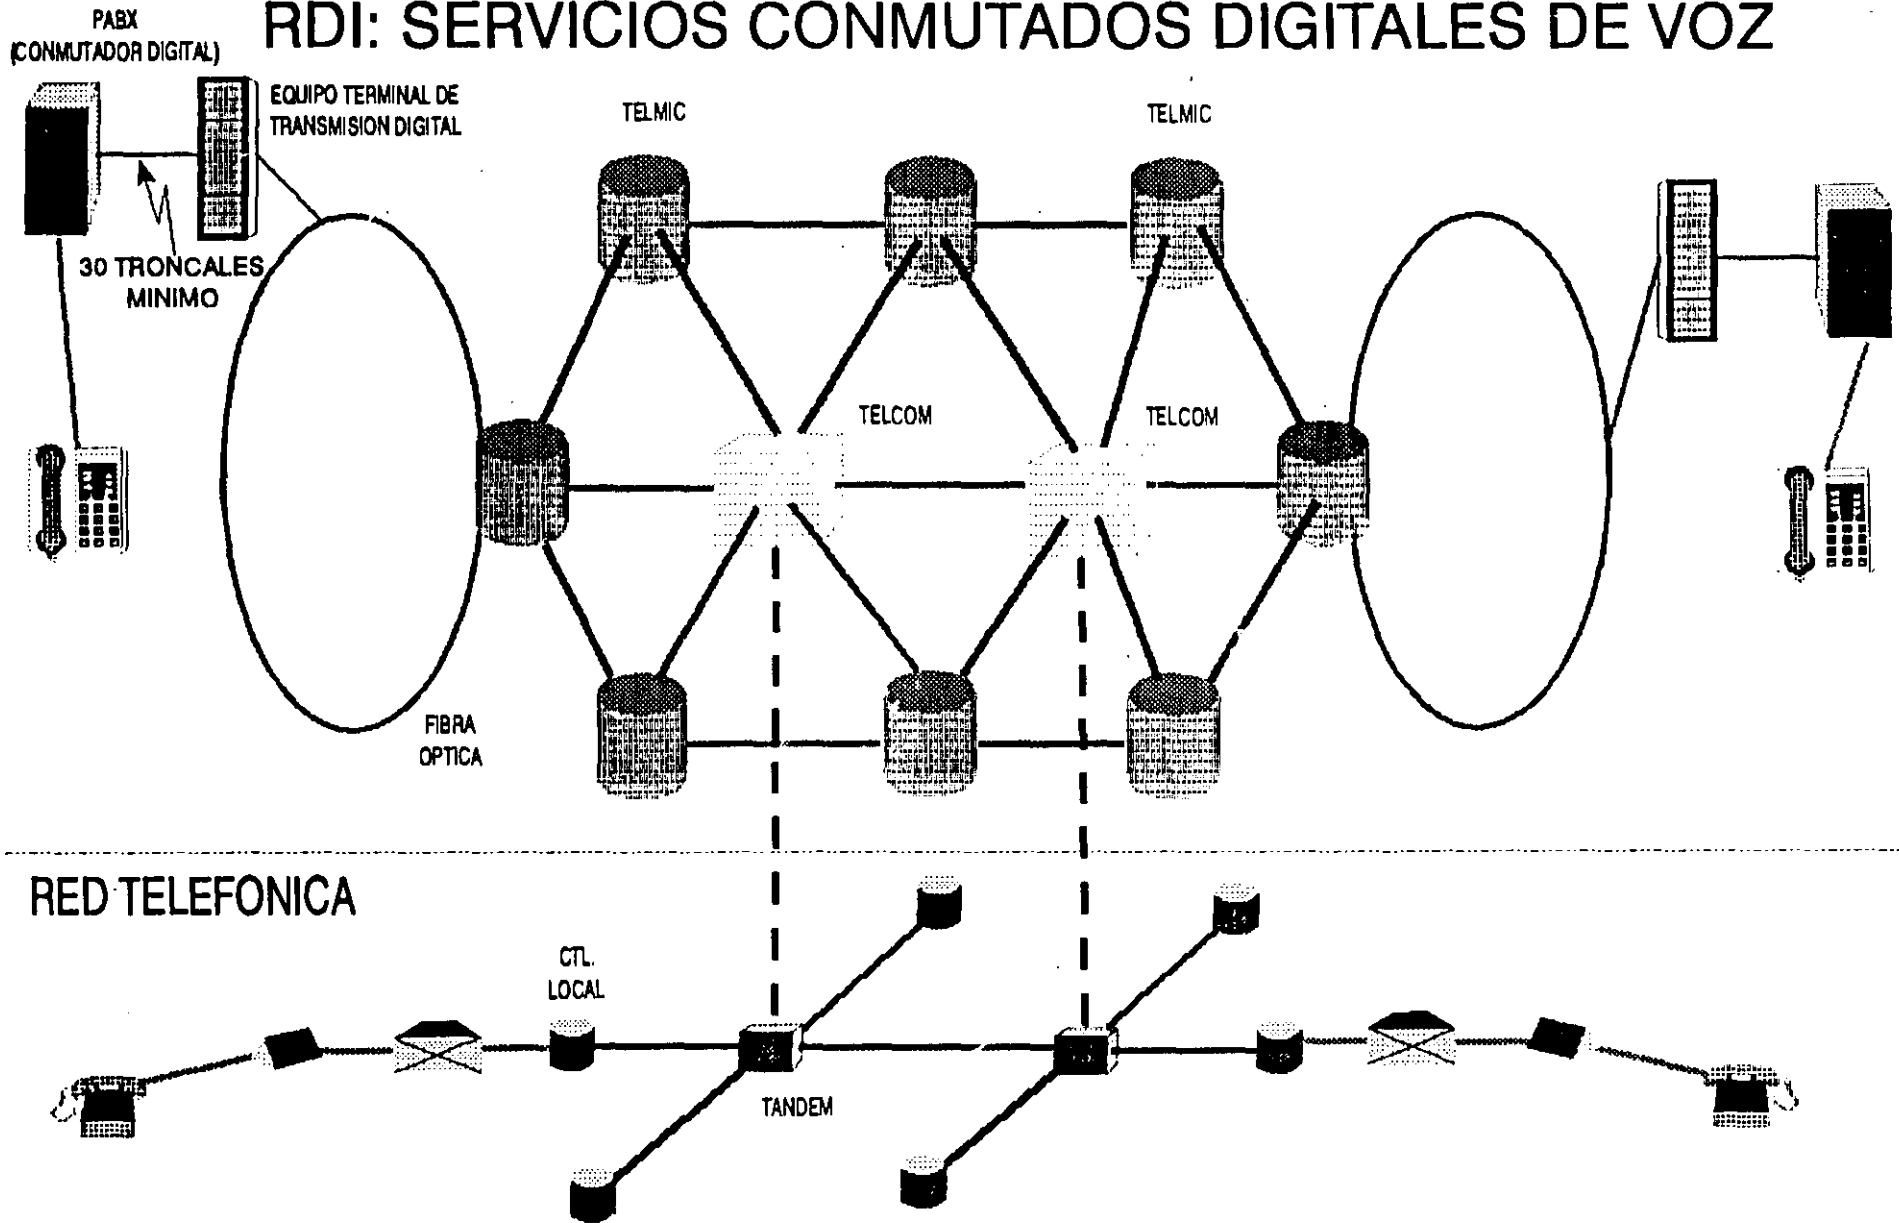 RDI: SERVICIOS CONMUTADOS DIGITALES DE VOZ
PABX
(CONMUTADOR DIGITAL)
EQUIPO TERMINAL DE
TRANSMISION DIGITAL
30 TRONCALES
MINIMO
TELMIC
TELMIC
TELCOM
TELCOM
FIBRA
OPTICA
RED TELEFONICA
CTL.
LOCAL
TANDEM